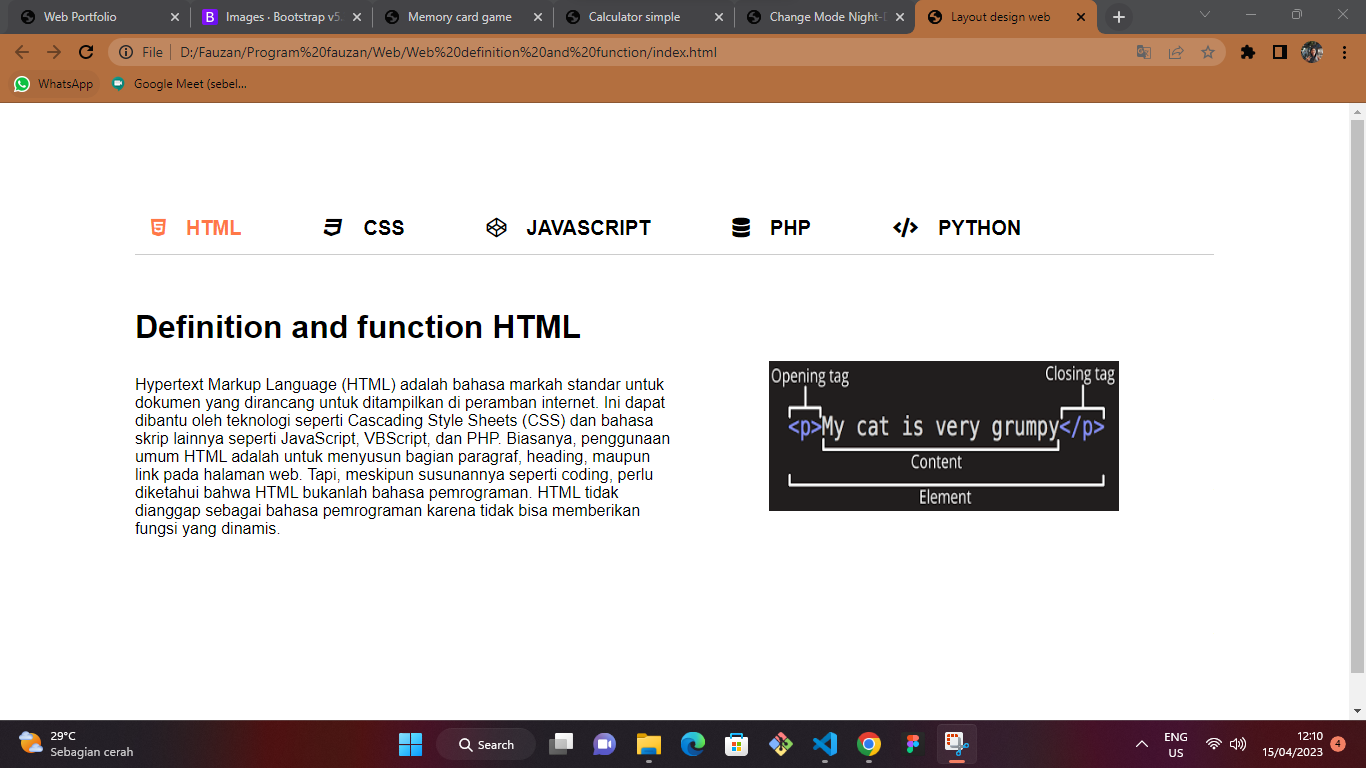 Web Portfolio
Images · Bootstrap v5.
Memory card game
Calculator simple
Change Mode Night-D
Layout design web
File
D:/Fauzan/Program%20fauzan/Web/Web%20definition%20and%20function/index.html
WhatsApp
Google Meet (sebel...
HTML
CSS
JAVASCRIPT
PHP
PYTHON
Definition and function HTML
Hypertext Markup Language (HTML) adalah bahasa markah standar untuk
dokumen yang dirancang untuk ditampilkan di peramban internet. Ini dapat
dibantu oleh teknologi seperti Cascading Style Sheets (CSS) dan bahasa
skrip lainnya seperti JavaScript, VBScript, dan PHP. Biasanya, penggunaan
umum HTML adalah untuk menyusun bagian paragraf, heading, maupun
link pada halaman web. Tapi, meskipun susunannya seperti coding, perlu
diketahui bahwa HTML bukanlah bahasa pemrograman. HTML tidak
dianggap sebagai bahasa pemrograman karena tidak bisa memberikan
fungsi yang dinamis.
Opening tag
Closing tag
<p>My cat is very grumpy</p>
Content
Element
29°C
Sebagian cerah
Search
ENG
US
12:10
15/04/2023
4